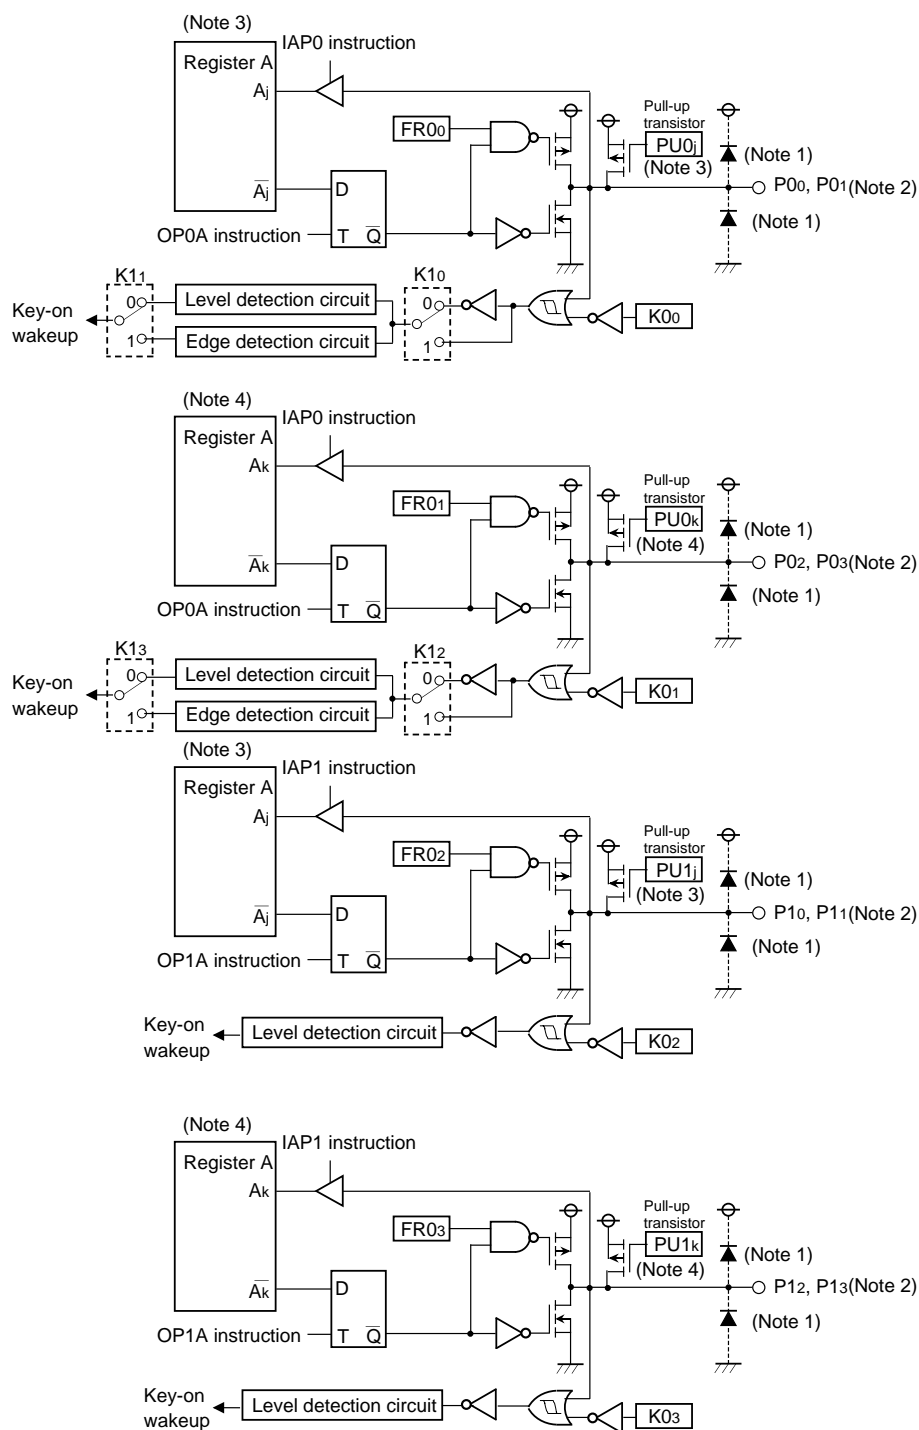 (Note 3)
IAP0 instruction
Register A
Aj
Pull-up
transistor
FR00
PU0j
(Note 3)
(Note 1)
Aj
D
P00, P01(Note 2)
(Note 1)
OP0A instruction
T Q
K11
K10
Key-on
wakeup
0
1
Level detection circuit
Edge detection circuit
0
1
K00
(Note 4)
IAP0 instruction
Register A
Ak
Pull-up
transistor
FR01
PU0k
(Note 4)
(Note 1)
Ak
D
P02, P03(Note 2)
(Note 1)
OP0A instruction
T Q
K13
K12
Key-on
wakeup
0
1
Level detection circuit
Edge detection circuit
0
1
K01
(Note 3)
IAP1 instruction
Register A
Aj
Pull-up
transistor
FR02
PU1j
(Note 3)
(Note 1)
Aj
D
P10, P11(Note 2)
(Note 1)
OP1A instruction
T Q
Key-on
wakeup
Level detection circuit
K02
(Note 4)
IAP1 instruction
Register A
Ak
Pull-up
transistor
FR03
PU1k
(Note 4)
(Note 1)
Ak
D
P12, P13(Note 2)
(Note 1)
OP1A instruction
T Q
Key-on
wakeup
Level detection circuit
K03